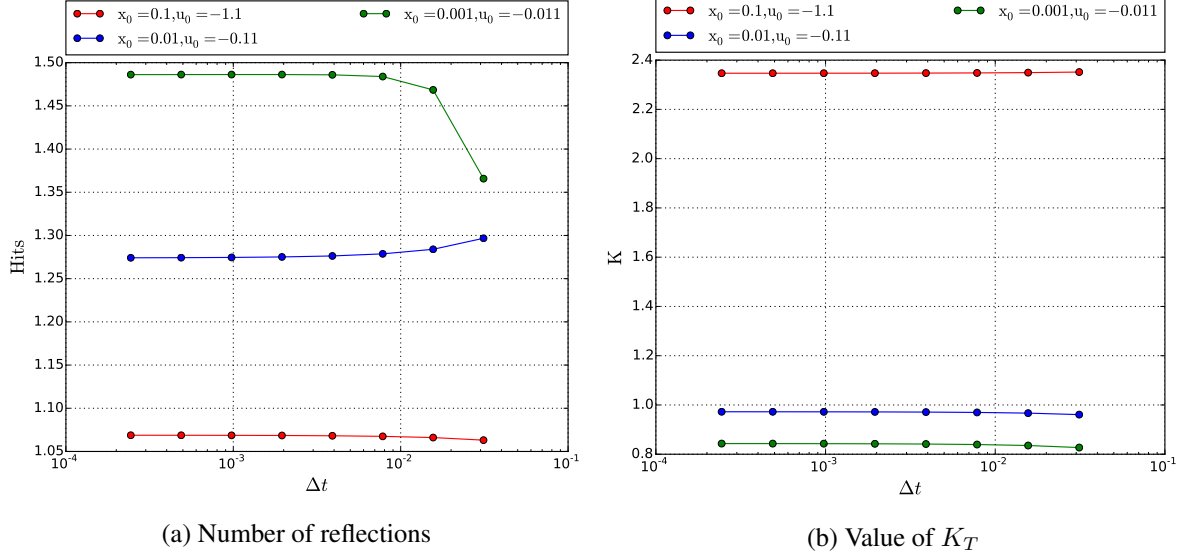 x₀ =0.1,u₀ =−1.1
x₀ =0.01,u₀ =−0.11
x₀ =0.001,u₀ =−0.011
1.50
1.45
1.40
1.35
1.30
1.25
1.20
1.15
1.10
1.05
Hits
10⁻⁴ 10⁻³ 10⁻² 10⁻¹
Δt
(a) Number of reflections
x₀ =0.1,u₀ =−1.1
x₀ =0.01,u₀ =−0.11
x₀ =0.001,u₀ =−0.011
2.4
2.2
2.0
1.8
1.6
1.4
1.2
1.0
0.8
K
10⁻⁴ 10⁻³ 10⁻² 10⁻¹
Δt
(b) Value of K_T